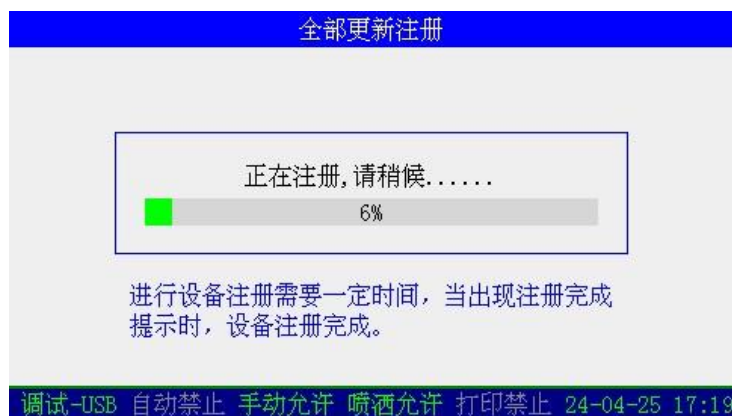 全部更新注册
正在注册,请稍候......
6%
进行设备注册需要一定时间，当出现注册完成
提示时，设备注册完成。
调试-USB 自动禁止 手动允许 喷洒允许 打印禁止 24-04-25 17:19